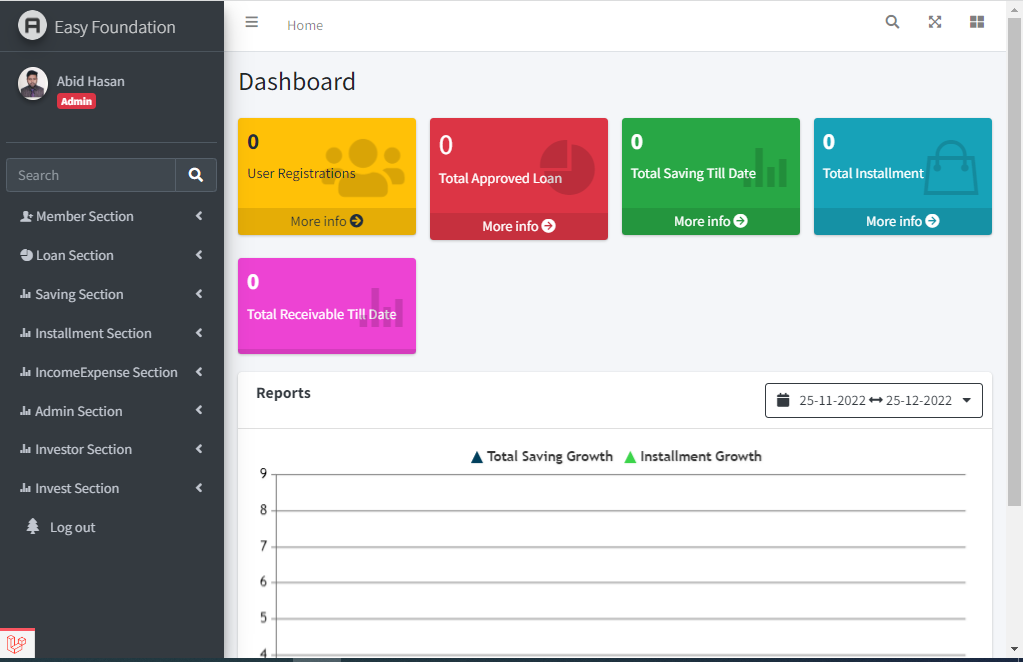 Easy Foundation
Home
Abid Hasan
Admin
Search
Member Section
Loan Section
Saving Section
Installment Section
IncomeExpense Section
Admin Section
Investor Section
Invest Section
Log out
Dashboard
0
User Registrations
More info
0
Total Approved Loan
More info
0
Total Saving Till Date
More info
0
Total Installment
More info
0
Total Receivable Till Date
Reports
25-11-2022 25-12-2022
Total Saving Growth Installment Growth
9
8
7
6
5
4